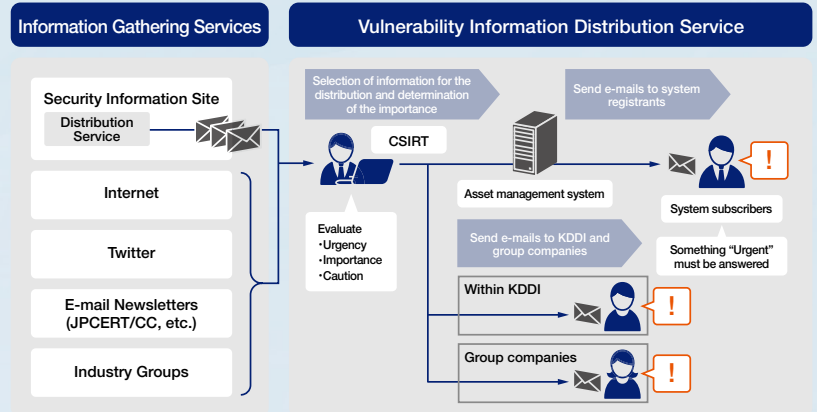 Information Gathering Services
Vulnerability Information Distribution Service
Security Information Site
Distribution
Service
Internet
Twitter
E-mail Newsletters
(JPCERT/CC, etc.)
Industry Groups
Selection of information for the
distribution and determination
of the importance
Send e-mails to system
registrants
CSIRT
Evaluate
・Urgency
・Importance
・Caution
Asset management system
!
System subscribers
Something “Urgent”
must be answered
Send e-mails to KDDI and
group companies
Within KDDI
!
Group companies
!